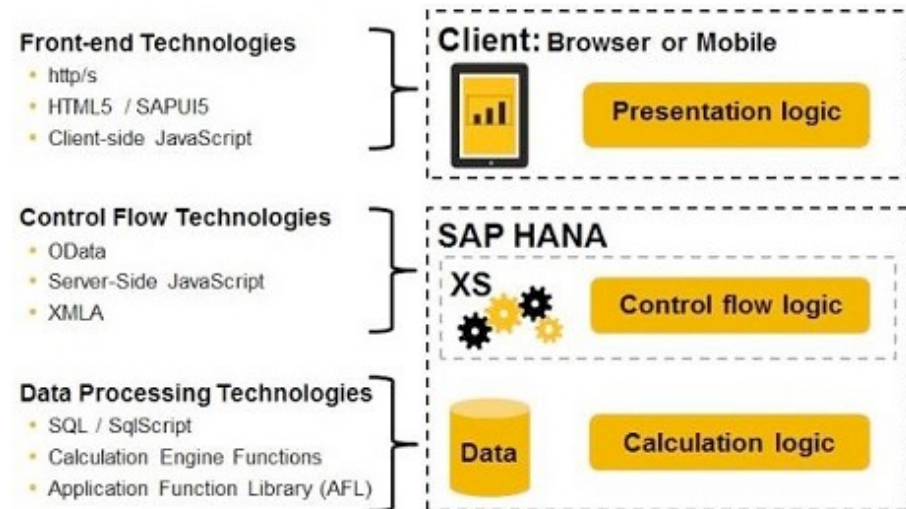 Front-end Technologies
• http/s
• HTML5 / SAPUI5
• Client-side JavaScript
Client: Browser or Mobile
Presentation logic
Control Flow Technologies
• OData
• Server-Side JavaScript
• XMLA
SAP HANA
XS
Control flow logic
Data Processing Technologies
• SQL / SqlScript
• Calculation Engine Functions
• Application Function Library (AFL)
Data
Calculation logic